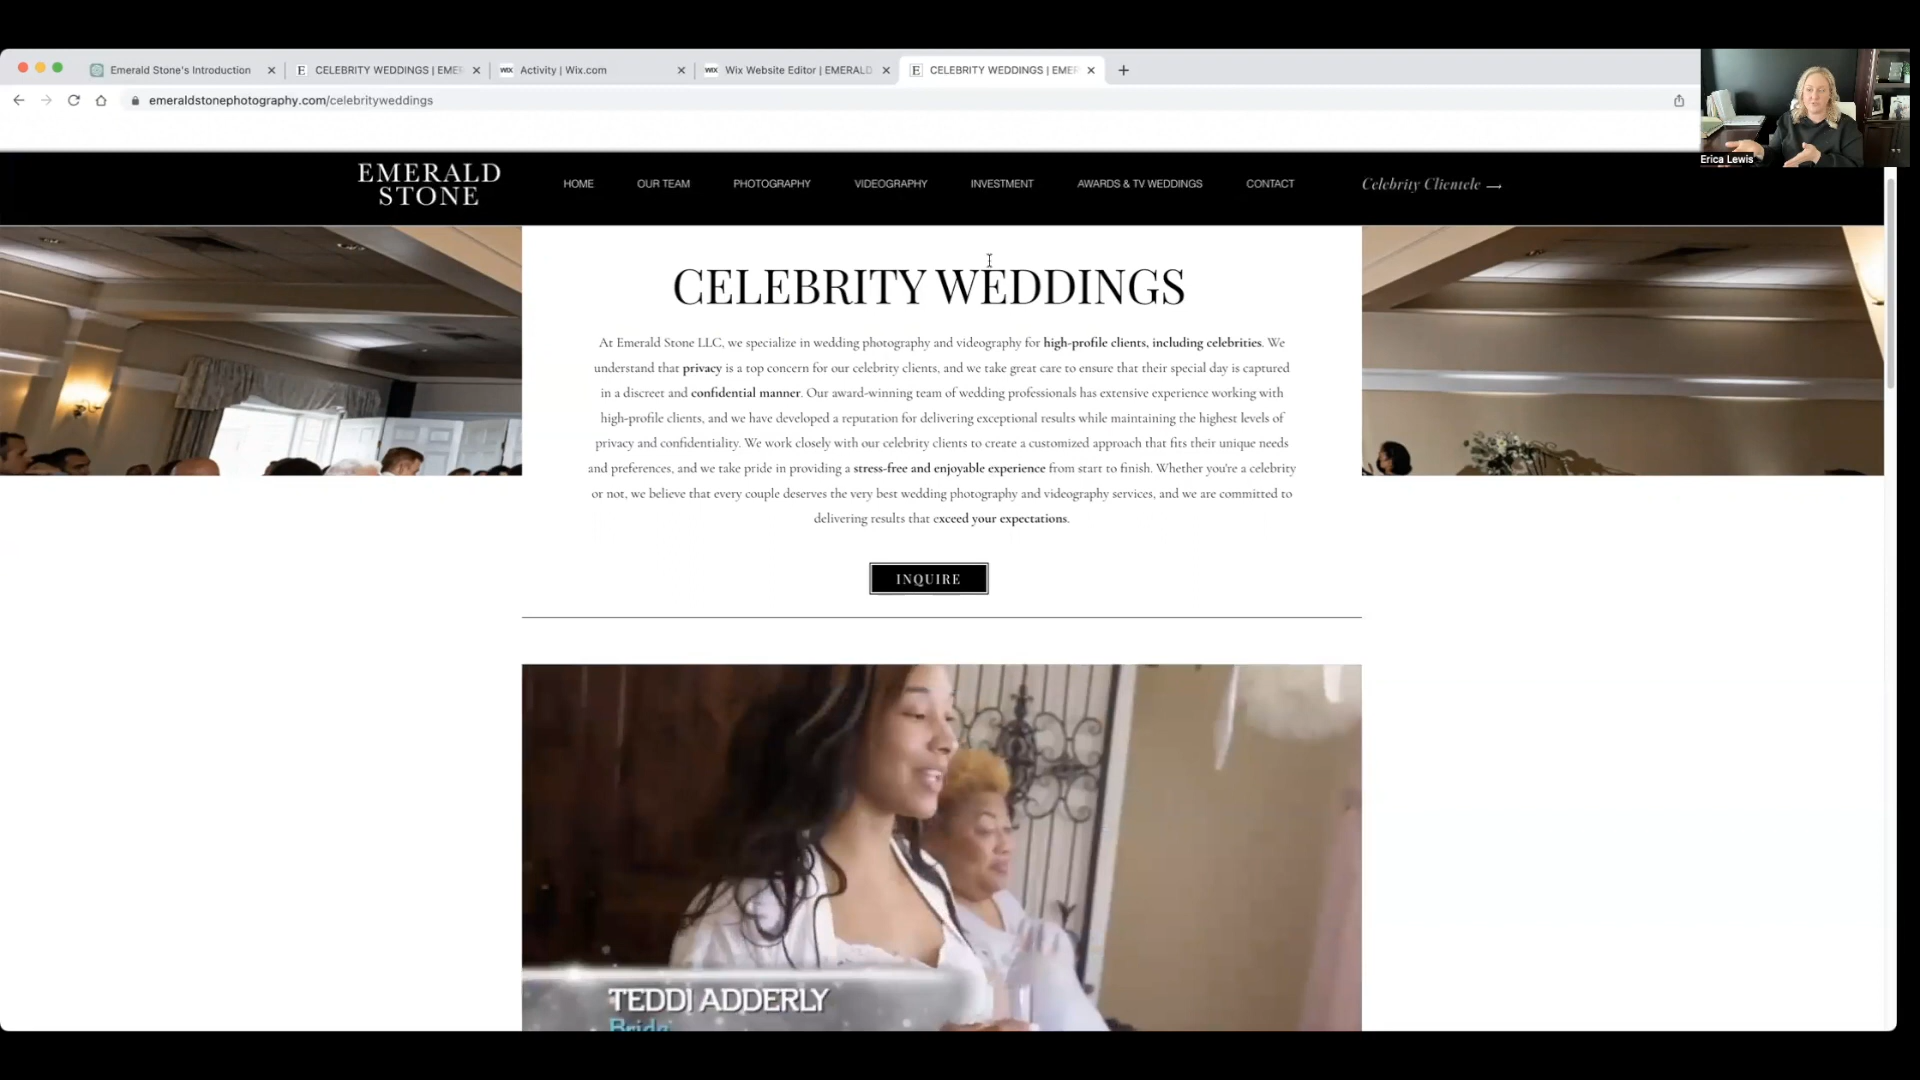 Emerald Stone's Introduction
CELEBRITY WEDDINGS | EME
Activity | Wix.com
Wix Website Editor | EMERALD
CELEBRITY WEDDINGS | EMER
emeraldstonephotography.com/celebrityweddings
Erica Lewis
EMERALD
STONE
HOME
OUR TEAM
PHOTOGRAPHY
VIDEOGRAPHY
INVESTMENT
AWARDS & TV WEDDINGS
CONTACT
Celebrity Clientele →
CELEBRITY WEDDINGS
At Emerald Stone LLC, we specialize in wedding photography and videography for high-profile clients, including celebrities. We
understand that privacy is a top concern for our celebrity clients, and we take great care to ensure that their special day is captured
in a discreet and confidential manner. Our award-winning team of wedding professionals has extensive experience working with
high-profile clients, and we have developed a reputation for delivering exceptional results while maintaining the highest levels of
privacy and confidentiality. We work closely with our celebrity clients to create a customized approach that fits their unique needs
and preferences, and we take pride in providing a stress-free and enjoyable experience from start to finish. Whether you're a celebrity
or not, we believe that every couple deserves the very best wedding photography and videography services, and we are committed to
delivering results that exceed your expectations.
INQUIRE
TEDDI ADDERLY
Bride